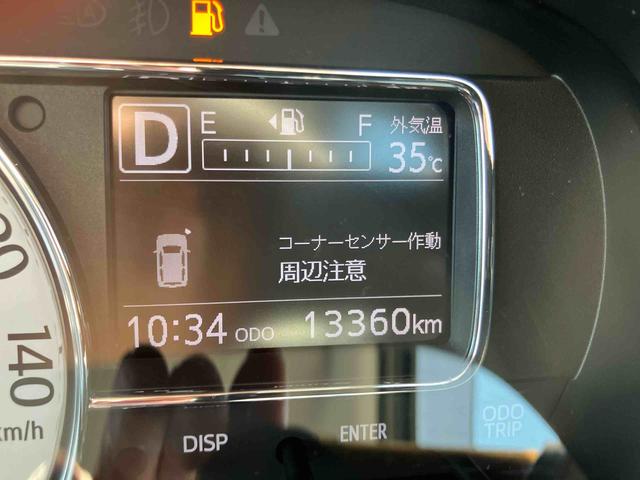 D
E F 外気温
35℃
コーナーセンサー作動
周辺注意
10:34 ODO 13360km
140
km/h
DISP ENTER ODO
TRIP